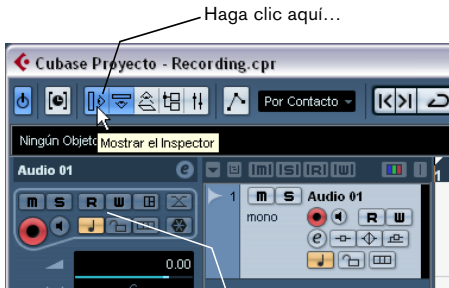 Haga clic aquí…
Cubase Proyecto - Recording.cpr
Por Contacto
Ningún Objeto
Mostrar el Inspector
Audio 01
e
m S R W
m S R W
1 m S Audio 01
mono
R W
e
0.00
1